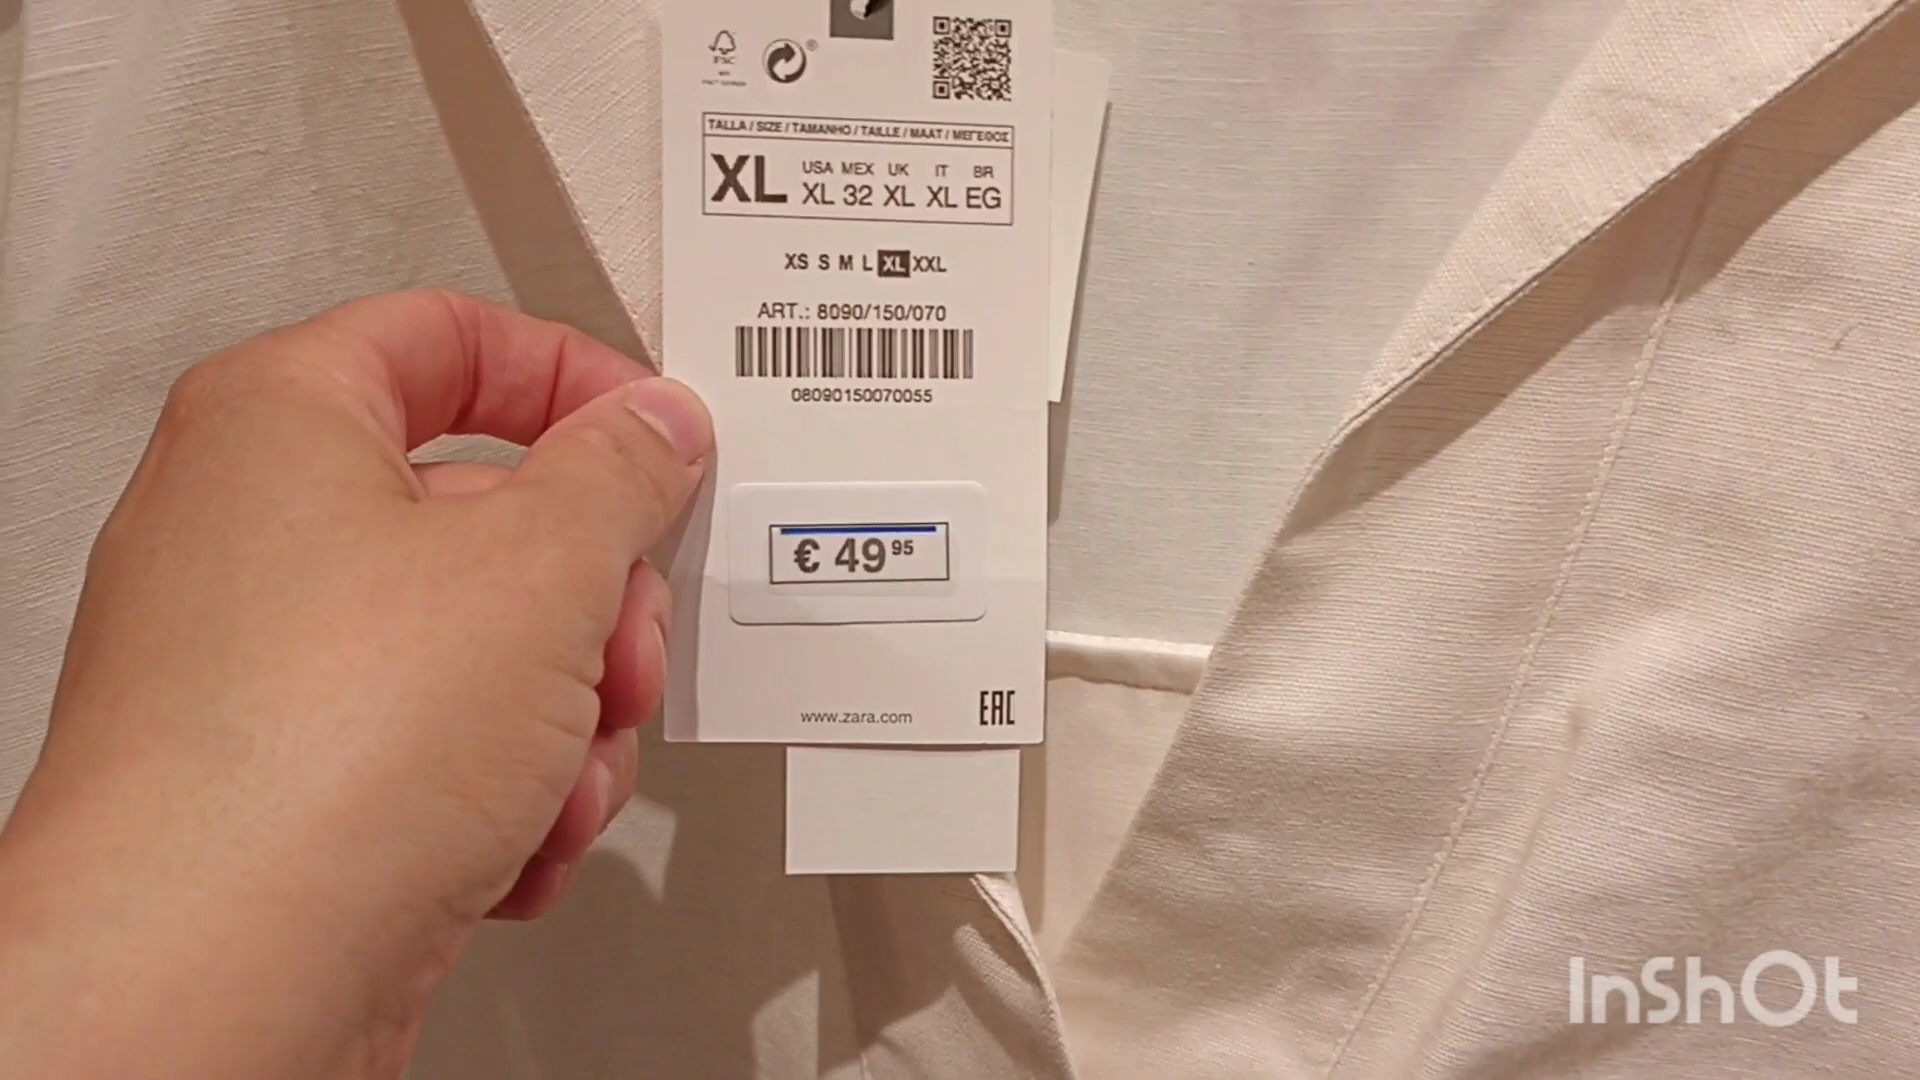 FSC
®
TALLA / SIZE / TAMANHO / TAILLE / MAAT / ΜΕΓΕΘΟΣ
XL
USA MEX UK IT BR
XL 32 XL XL EG
XS S M L XL XXL
ART.: 8090/150/070
08090150070055
€ 49 95
www.zara.com
EAC
InShOt